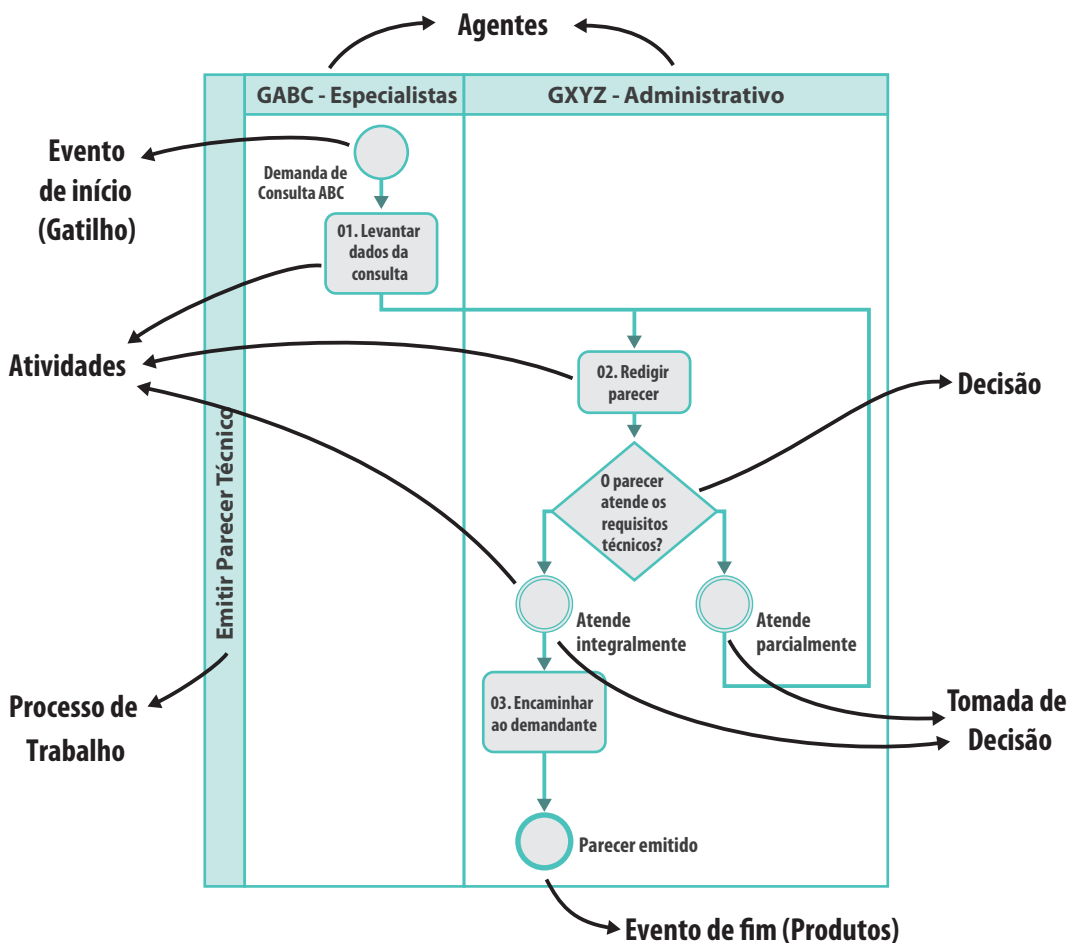 Agentes
GABC - Especialistas
GXYZ - Administrativo
Evento
de início
(Gatilho)
Demanda de
Consulta ABC
01. Levantar
dados da
consulta
Atividades
02. Redigir
parecer
Decisão
O parecer
atende os
requisitos
técnicos?
Emitir Parecer Técnico
Atende
integralmente
Atende
parcialmente
03. Encaminhar
ao demandante
Processo de
Trabalho
Tomada de
Decisão
Parecer emitido
Evento de fim (Produtos)